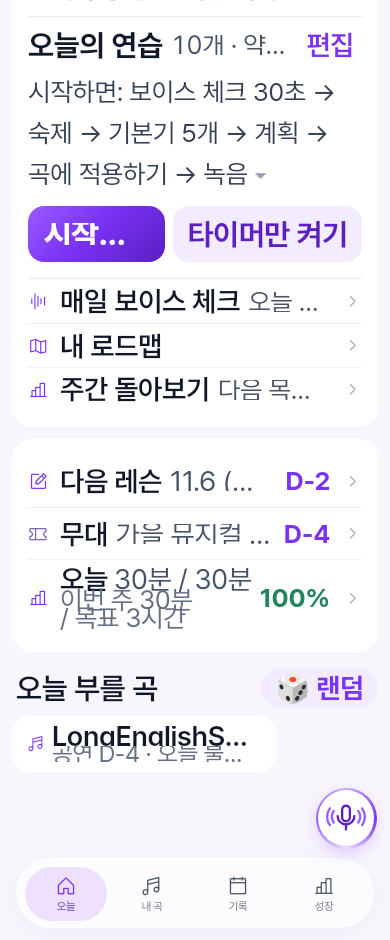 오늘의 연습 10개 · 약... 편집
시작하면: 보이스 체크 30초 →
숙제 → 기본기 5개 → 계획 →
곡에 적용하기 → 녹음
시작... 타이머만 켜기
매일 보이스 체크 오늘 ...
내 로드맵
주간 돌아보기 다음 목...
다음 레슨 11.6 (... D-2
무대 가을 뮤지컬 ... D-4
오늘 30분 / 30분
이번 주 30분
/ 목표 3시간
100%
오늘 부를 곡 🎲 랜덤
LongEnglishS...
공연 D-4 · 오늘 불...
오늘 내 곡 기록 성장